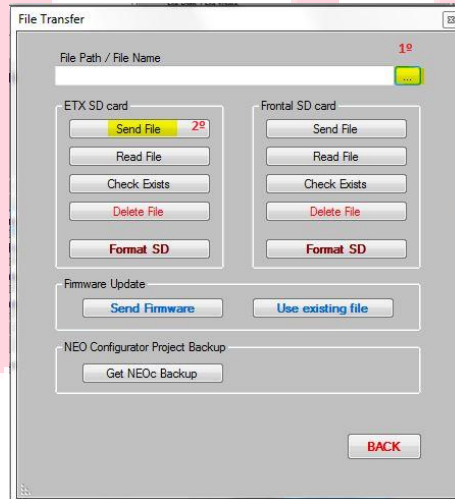 File Transfer
1º
File Path / File Name
...
ETX SD card
Frontal SD card
Send File 2º
Send File
Read File
Read File
Check Exists
Check Exists
Delete File
Delete File
Format SD
Format SD
Firmware Update
Send Firmware
Use existing file
NEO Configurator Project Backup
Get NEOc Backup
BACK